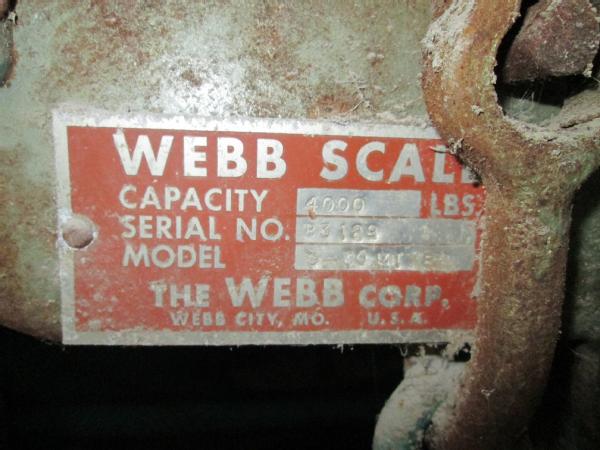 WEBB SCALE
CAPACITY 4000 LBS.
SERIAL NO.
MODEL
THE WEBB CORP.
WEBB CITY, MO. U.S.A.